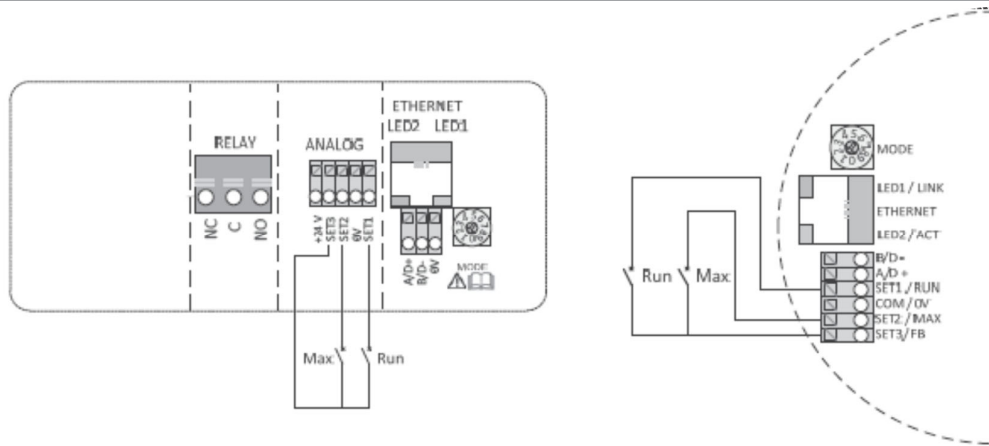 ETHERNET
LED2 LED1
RELAY
ANALOG
NC
C
NO
+24 V
SET3
SET2
0V
SET1
A/D+
B/D-
0V
MODE
Max
Run
MODE
LED1 / LINK
ETHERNET
LED2 / ACT
B/D-
A/D+
SET1 / RUN
COM / 0V
SET2 / MAX
SET3 / FB
Run
Max